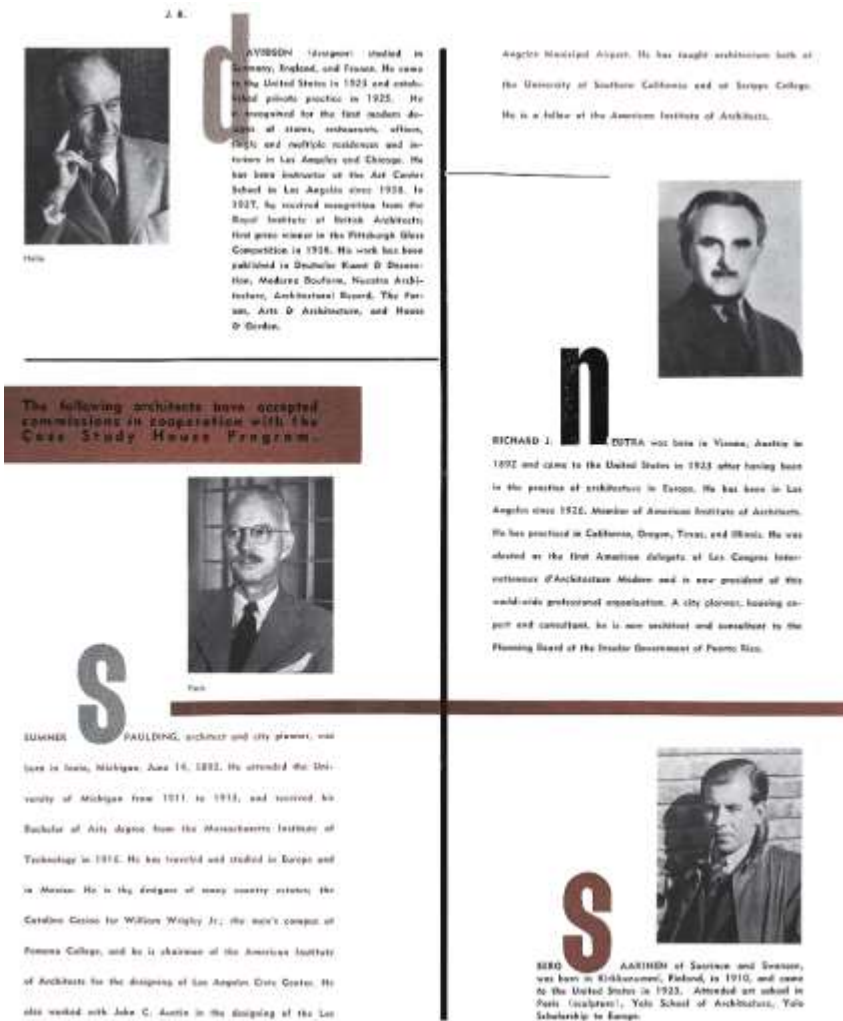 J. R.
dAVIDSON (designer) studied in
Germany, England, and France. He came
to the United States in 1923 and estab-
lished private practice in 1925. He
is recognized for the first modern de-
signs of stores, restaurants, offices,
single and multiple residences and in-
teriors in Los Angeles and Chicago. He
has been instructor at the Art Center
School in Los Angeles since 1938. In
1937, he received recognition from the
Royal Institute of British Architects;
first prize winner in the Pittsburgh Glass
Competition in 1938. His work has been
published in Deutsche Kunst & Decora-
tion, Moderne Bauform, Nuestra Archi-
tectura, Architectural Record, The For-
um, Arts & Architecture, and House
& Garden.
The following architects have accepted
commissions in cooperation with the
Case Study House Program.
SUMNER SPAULDING, architect and city planner, was
born in Ionia, Michigan, June 14, 1892. He attended the Uni-
versity of Michigan from 1911 to 1913, and received his
Bachelor of Arts degree from the Massachusetts Institute of
Technology in 1916. He has traveled and studied in Europe and
in Mexico. He is the designer of many country estates; the
Catalina Casino for William Wrigley Jr.; the men's campus of
Pomona College, and he is chairman of the American Institute
of Architects for the designing of Los Angeles Civic Center. He
also worked with John C. Austin in the designing of the Los
Angeles Municipal Airport. He has taught architecture both at
the University of Southern California and at Scripps College.
He is a fellow of the American Institute of Architects.
RICHARD J. nEUTRA was born in Vienna, Austria in
1892 and came to the United States in 1923 after having been
in the practice of architecture in Europe. He has been in Los
Angeles since 1926. Member of American Institute of Architects.
He has practiced in California, Oregon, Texas, and Illinois. He was
elected as the first American delegate of Les Congres Inter-
nationaux d'Architecture Modern and is now president of this
world-wide professional organization. A city planner, housing ex-
pert and consultant, he is now architect and consultant to the
Planning Board of the Insular Government of Puerto Rico.
EERO SAARINEN of Saarinen and Swanson,
was born in Kirkkonummi, Finland, in 1910, and came
to the United States in 1923. Attended art school in
Paris (sculpture), Yale School of Architecture, Yale
Scholarship to Europe.